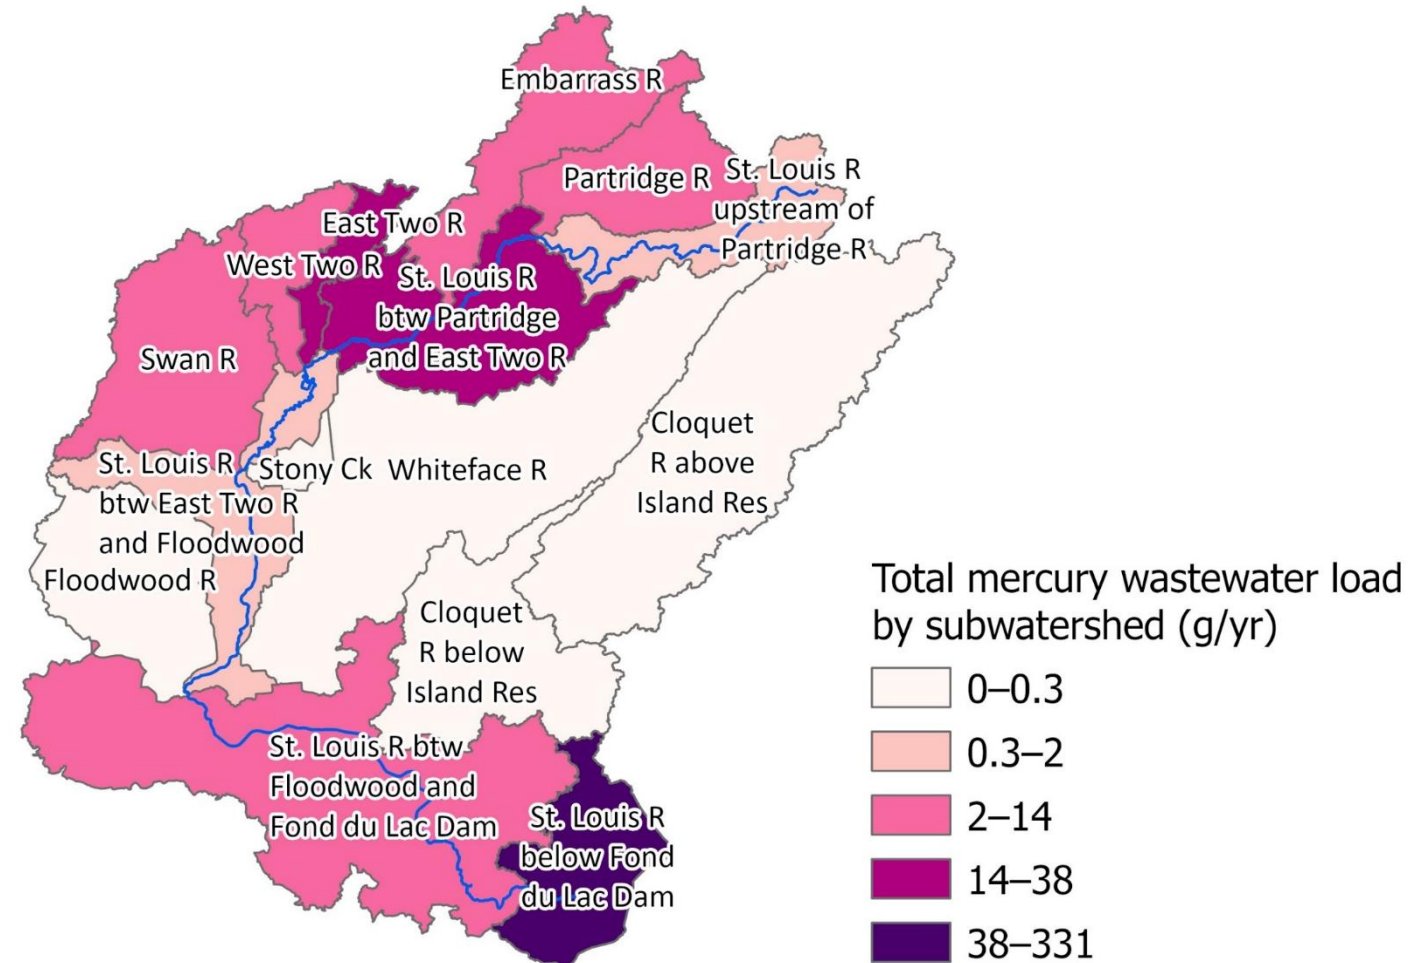 Embarrass R
Partridge R
St. Louis R
upstream of
Partridge R
East Two R
West Two R
St. Louis R
btw Partridge
and East Two R
Swan R
Cloquet
R above
Island Res
St. Louis R
btw East Two R
and Floodwood
Stony Ck
Whiteface R
Floodwood R
Cloquet
R below
Island Res
St. Louis R btw
Floodwood and
Fond du Lac Dam
St. Louis R
below Fond
du Lac Dam
Total mercury wastewater load
by subwatershed (g/yr)
0–0.3
0.3–2
2–14
14–38
38–331